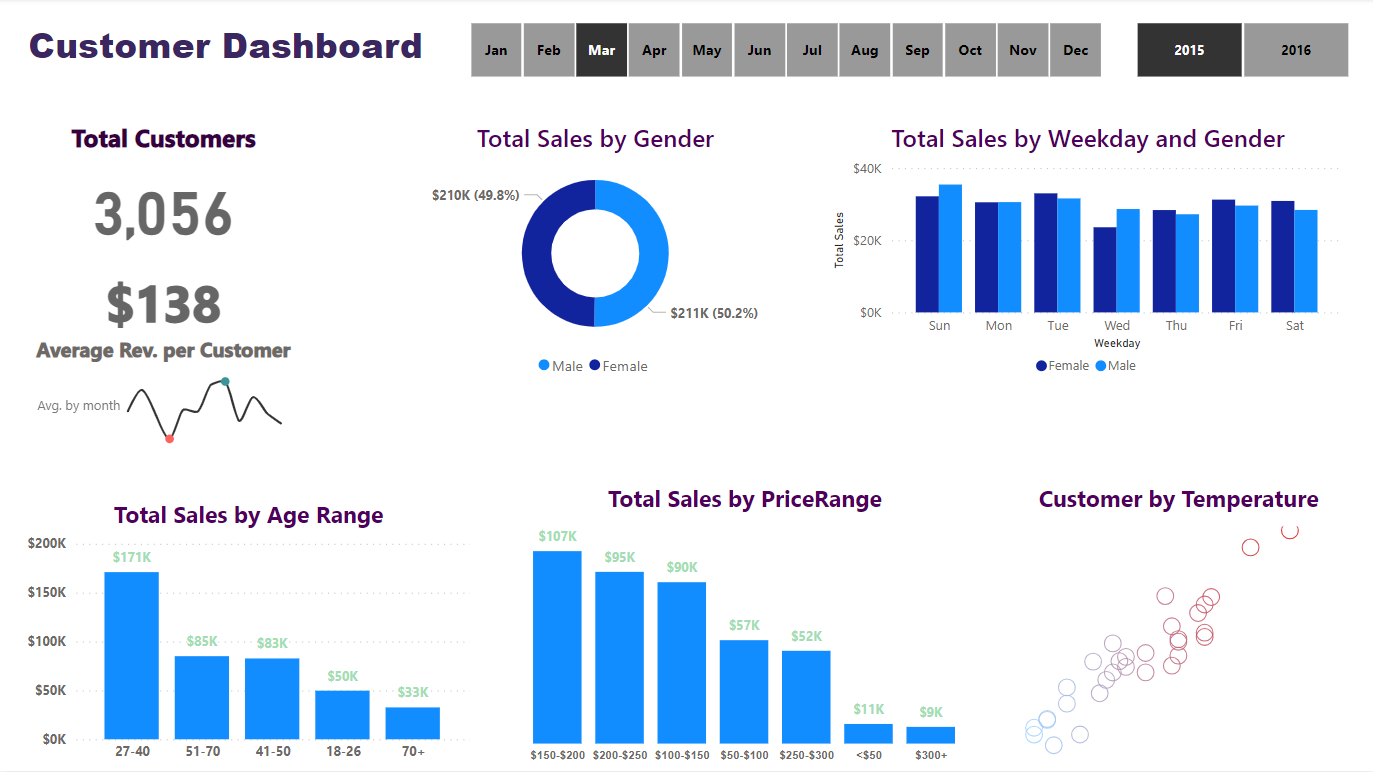 Customer Dashboard
Jan Feb Mar Apr May Jun Jul Aug Sep Oct Nov Dec
2015 2016
Total Customers
3,056
$138
Average Rev. per Customer
Avg. by month
Total Sales by Gender
$210K (49.8%)
$211K (50.2%)
Male Female
Total Sales by Weekday and Gender
$40K
$20K
$0K
Total Sales
Sun Mon Tue Wed Thu Fri Sat
Weekday
Female Male
Total Sales by Age Range
$200K
$150K
$100K
$50K
$0K
$171K
$85K
$83K
$50K
$33K
27-40 51-70 41-50 18-26 70+
Total Sales by PriceRange
$107K
$95K
$90K
$57K
$52K
$11K
$9K
$150-$200 $200-$250 $100-$150 $50-$100 $250-$300 <$50 $300+
Customer by Temperature